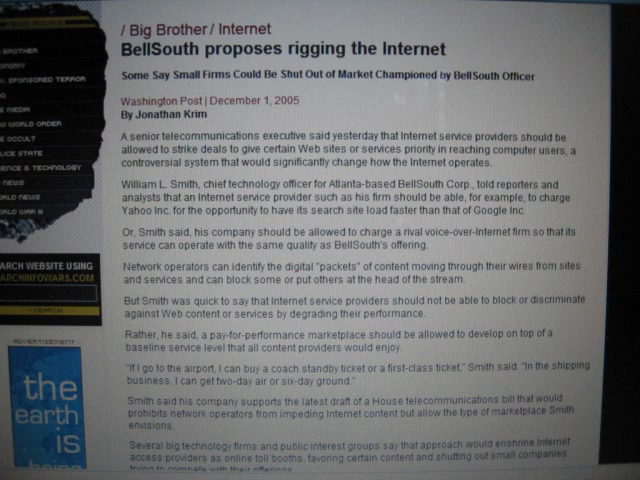 / Big Brother / Internet
BellSouth proposes rigging the Internet
Some Say Small Firms Could Be Shut Out of Market Championed by BellSouth Officer
Washington Post | December 1, 2005
By Jonathan Krim
A senior telecommunications executive said yesterday that Internet service providers should be
allowed to strike deals to give certain Web sites or services priority in reaching computer users, a
controversial system that would significantly change how the Internet operates.
William L. Smith, chief technology officer for Atlanta-based BellSouth Corp., told reporters and
analysts that an Internet service provider such as his firm should be able, for example, to charge
Yahoo Inc. for the opportunity to have its search site load faster than that of Google Inc.
Or, Smith said, his company should be allowed to charge a rival voice-over-Internet firm so that its
service can operate with the same quality as BellSouth's offering.
Network operators can identify the digital "packets" of content moving through their wires from sites
and services and can block some or put others at the head of the stream.
But Smith was quick to say that Internet service providers should not be able to block or discriminate
against Web content or services by degrading their performance.
Rather, he said, a pay-for-performance marketplace should be allowed to develop on top of a
baseline service level that all content providers would enjoy.
"If I go to the airport, I can buy a coach standby ticket or a first-class ticket," Smith said. "In the shipping
business, I can get two-day air or six-day ground."
Smith said his company supports the latest draft of a House telecommunications bill that would
prohibits network operators from impeding Internet content but allow the type of marketplace Smith
envisions.
Several big technology firms and public interest groups say that approach would enshrine Internet
access providers as online toll booths, favoring certain content and shutting out small companies
trying to compete with their offerings.
BROTHER
ONOMY
SPONSORED TERROR
E MEDIA
W WORLD ORDER
E OCCULT
LICE STATE
IENCE & TECHNOLOGY
NEWS
ORLD NEWS
ORLD WAR III
ARCH WEBSITE USING
ARCHINFOWARS.COM
SEARCH
- ADVERTISEMENT
the
earth
is
being